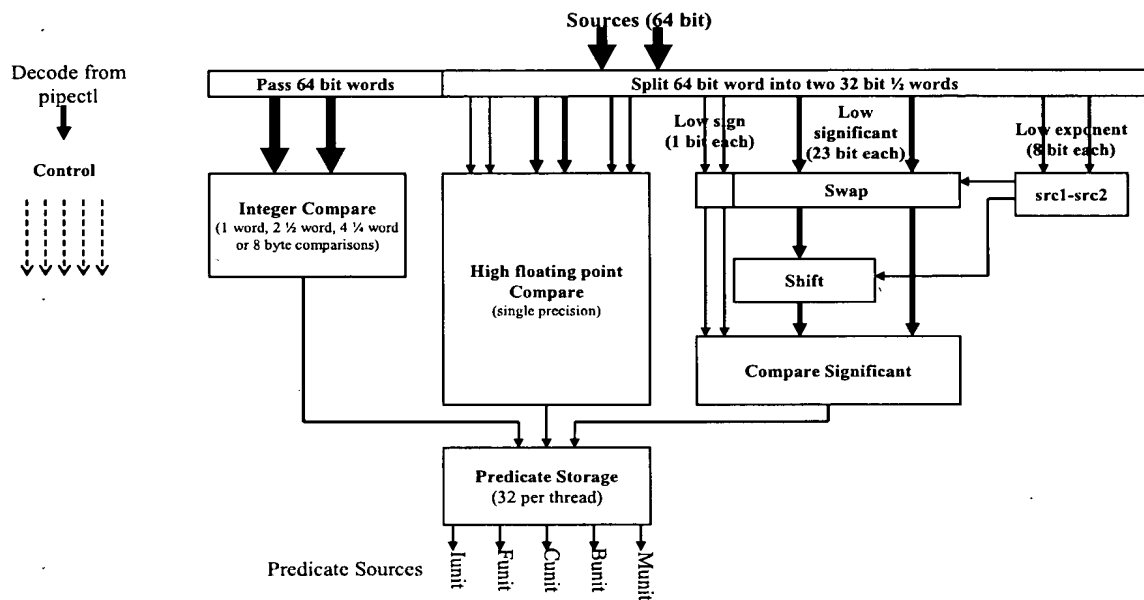 Sources (64 bit)
Decode from
pipectl
Control
Pass 64 bit words
Split 64 bit word into two 32 bit ½ words
Low sign
(1 bit each)
Low
significant
(23 bit each)
Low exponent
(8 bit each)
Integer Compare
(1 word, 2 ½ word, 4 ¼ word
or 8 byte comparisons)
High floating point
Compare
(single precision)
Swap
src1-src2
Shift
Compare Significant
Predicate Storage
(32 per thread)
Predicate Sources
Iunit
Funit
Cunit
Bunit
Munit